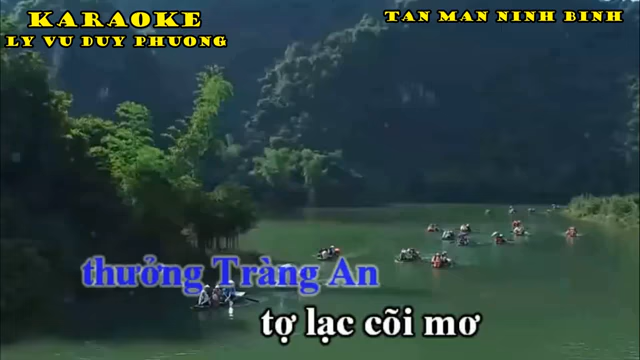 KARAOKE
LY VU DUY PHUONG
TAN MAN NINH BINH
thưởng Tràng An
tợ lạc cõi mơ